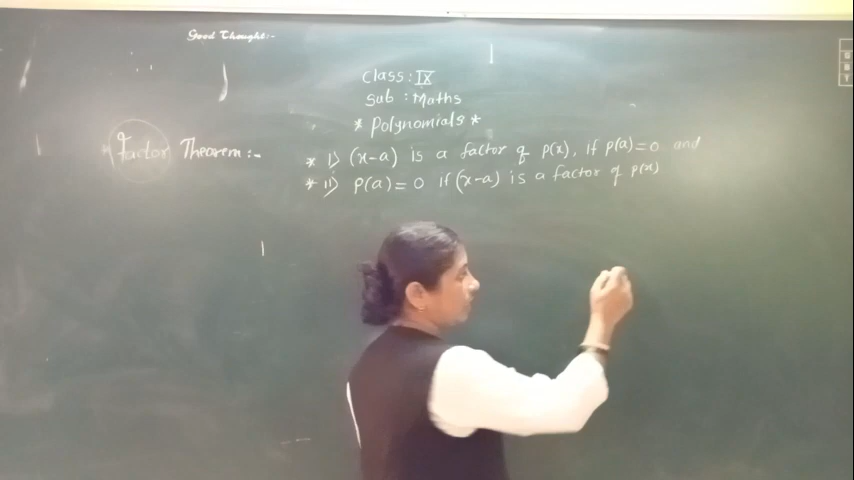 Good Thought:-
Class: IX
Sub : Maths
* Polynomials *
Factor Theorem :-
* i) (x-a) is a factor of p(x), if p(a)=0 and
* ii) p(a)=0 if (x-a) is a factor of p(x)